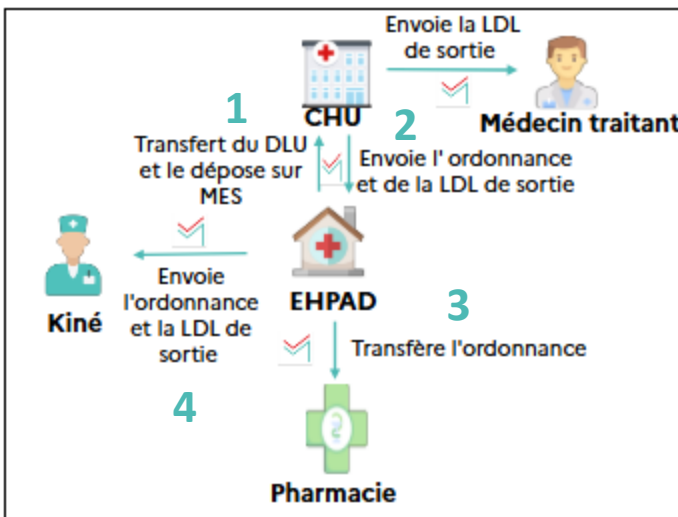 Envoie la LDL
de sortie
CHU
Médecin traitant
1
Transfert du DLU
et le dépose sur
MES
2
Envoie l' ordonnance
et de la LDL de sortie
Kiné
Envoie
l'ordonnance
et la LDL de
sortie
4
EHPAD
3
Transfère l'ordonnance
Pharmacie